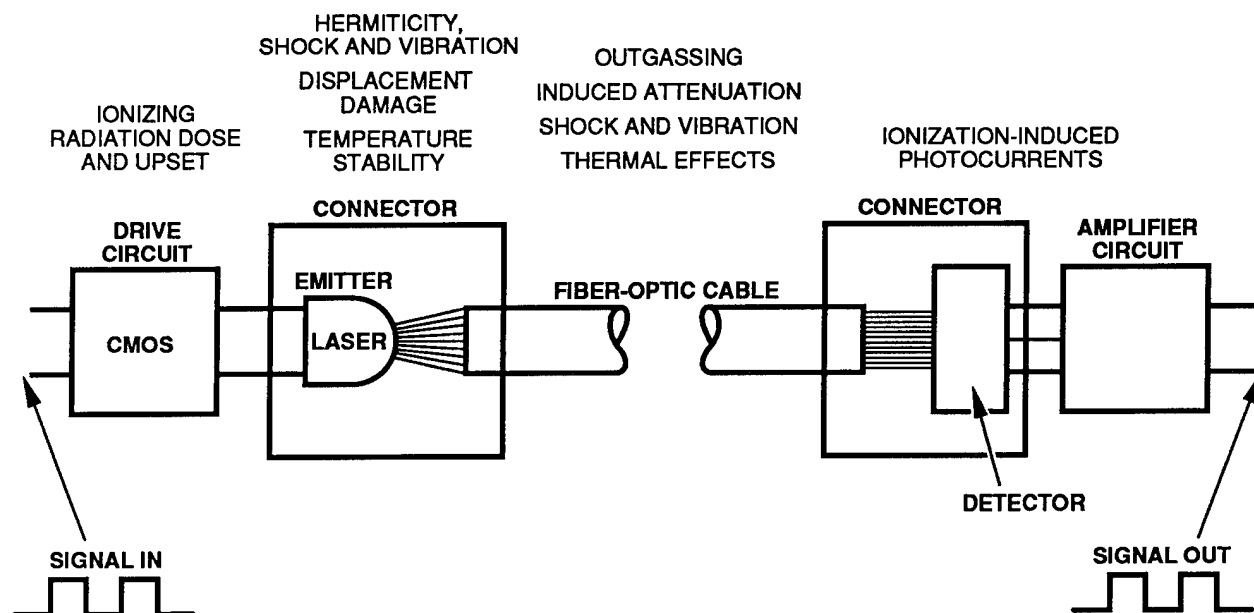 HERMITICITY,
SHOCK AND VIBRATION
DISPLACEMENT
DAMAGE
TEMPERATURE
STABILITY
OUTGASSING
INDUCED ATTENUATION
SHOCK AND VIBRATION
THERMAL EFFECTS
IONIZING
RADIATION DOSE
AND UPSET
IONIZATION-INDUCED
PHOTOCURRENTS
DRIVE
CIRCUIT
CONNECTOR
CONNECTOR
AMPLIFIER
CIRCUIT
EMITTER
FIBER-OPTIC CABLE
CMOS
LASER
DETECTOR
SIGNAL IN
SIGNAL OUT